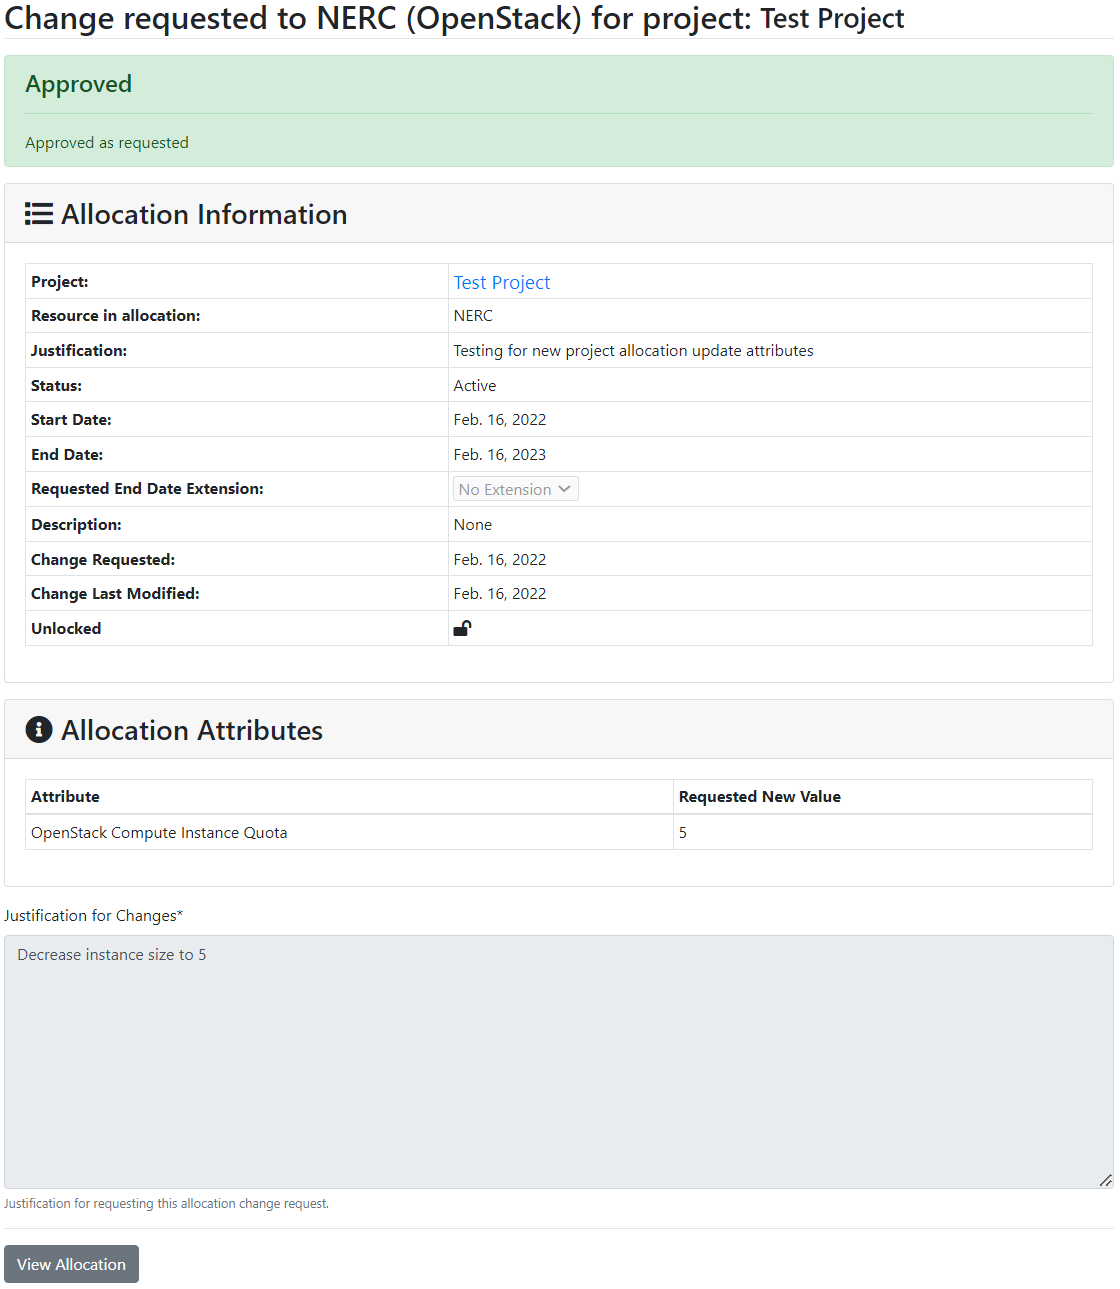 Change requested to NERC (OpenStack) for project: Test Project
Approved
Approved as requested
Allocation Information
Project: Test Project
Resource in allocation: NERC
Justification: Testing for new project allocation update attributes
Status: Active
Start Date: Feb. 16, 2022
End Date: Feb. 16, 2023
Requested End Date Extension: No Extension
Description: None
Change Requested: Feb. 16, 2022
Change Last Modified: Feb. 16, 2022
Unlocked
Allocation Attributes
Attribute Requested New Value
OpenStack Compute Instance Quota 5
Justification for Changes*
Decrease instance size to 5
Justification for requesting this allocation change request.
View Allocation